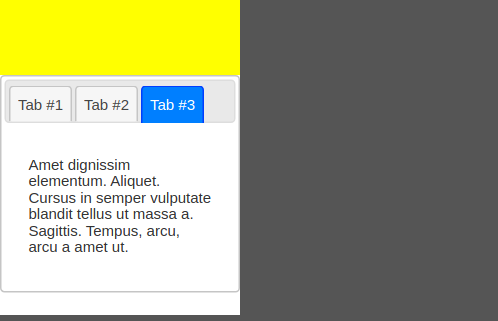 Tab #1 Tab #2 Tab #3
Amet dignissim
elementum. Aliquet.
Cursus in semper vulputate
blandit tellus ut massa a.
Sagittis. Tempus, arcu,
arcu a amet ut.